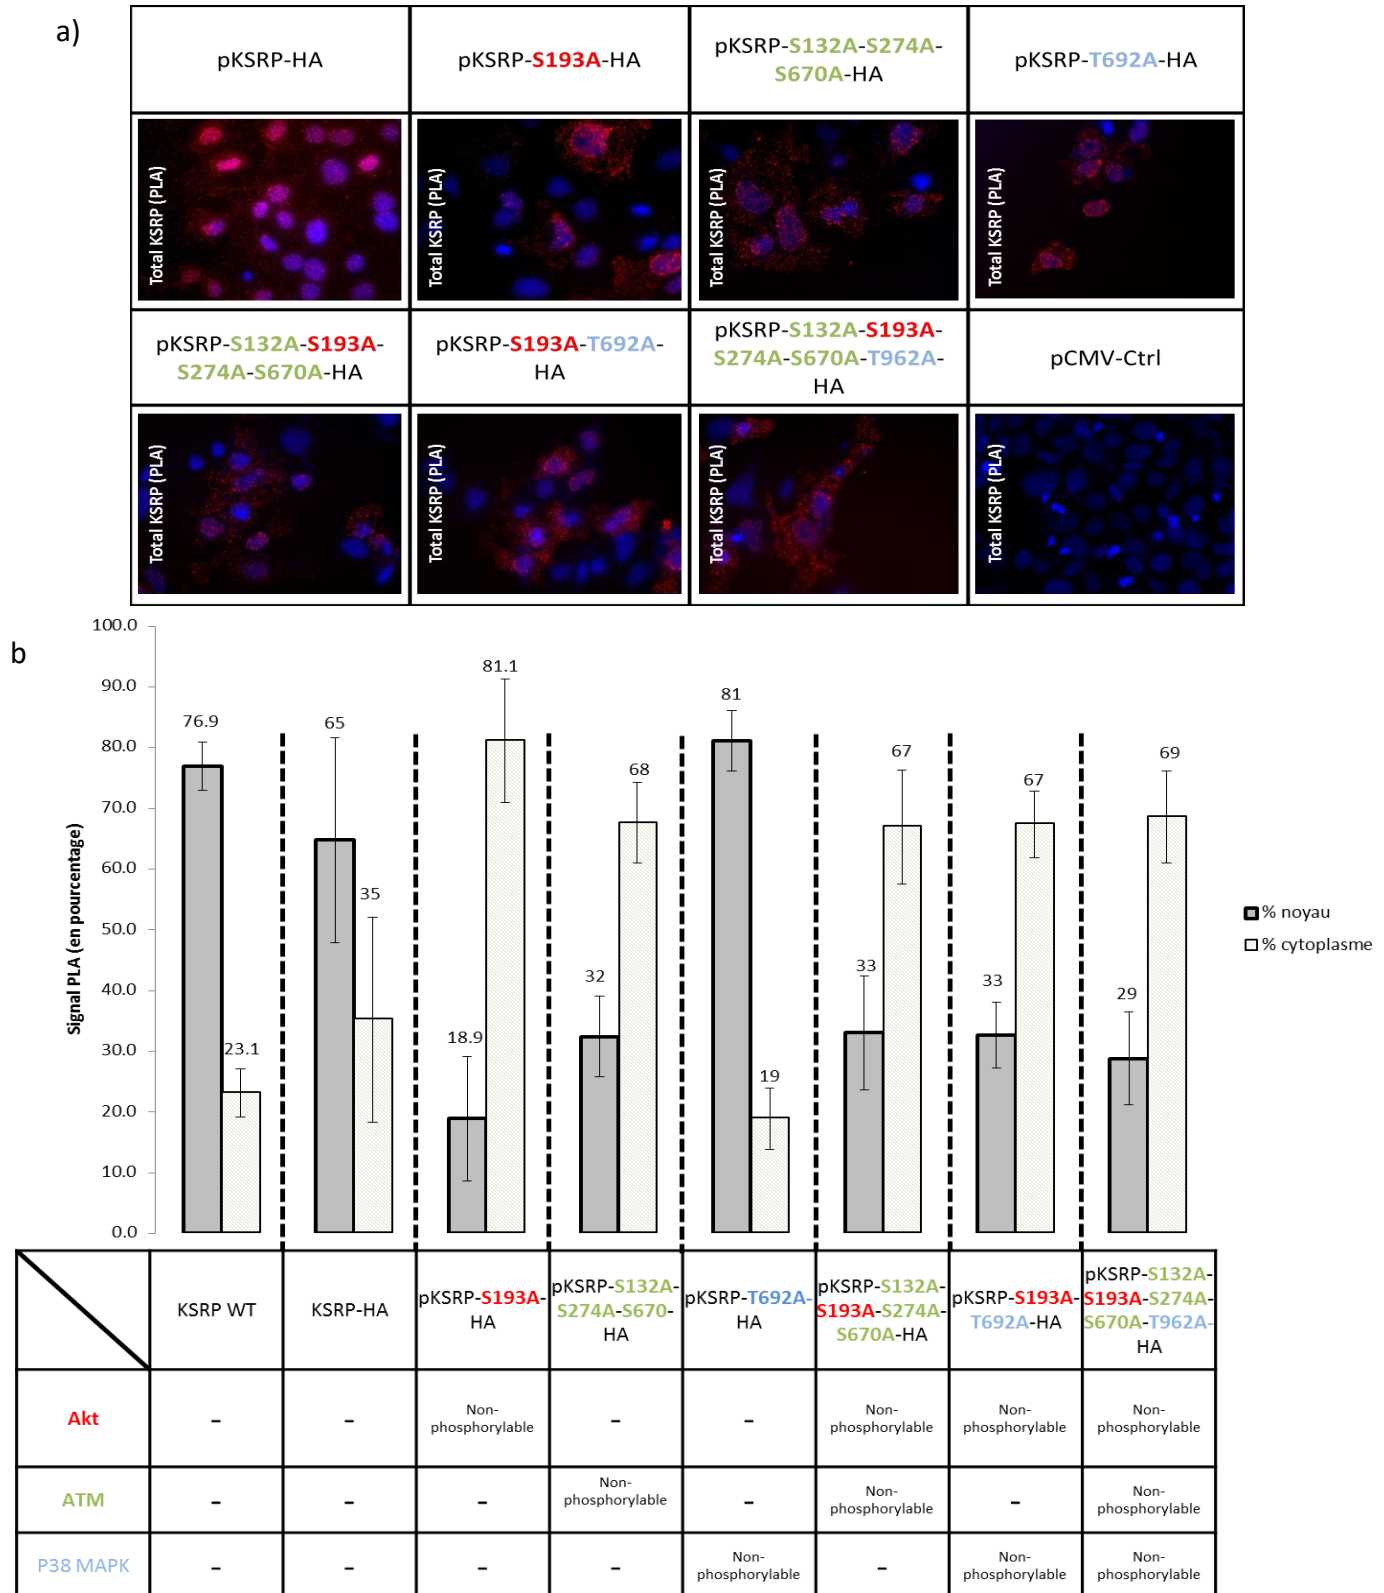 a)
pKSRP-HA
pKSRP-S193A-HA
pKSRP-S132A-S274A-
S670A-HA
pKSRP-T692A-HA
Total KSRP (PLA)
Total KSRP (PLA)
Total KSRP (PLA)
Total KSRP (PLA)
pKSRP-S132A-S193A-
S274A-S670A-HA
pKSRP-S193A-T692A-
HA
pKSRP-S132A-S193A-
S274A-S670A-T962A-
HA
pCMV-Ctrl
Total KSRP (PLA)
Total KSRP (PLA)
Total KSRP (PLA)
Total KSRP (PLA)
b
Signal PLA (en pourcentage)
100.0
90.0
80.0
70.0
60.0
50.0
40.0
30.0
20.0
10.0
0.0
76.9
23.1
65
35
18.9
81.1
32
68
81
19
33
67
33
67
29
69
% noyau
% cytoplasme
KSRP WT
KSRP-HA
pKSRP-S193A-
HA
pKSRP-S132A-
S274A-S670-
HA
pKSRP-T692A-
HA
pKSRP-S132A-
S193A-S274A-
S670A-HA
pKSRP-S193A-
T692A-HA
pKSRP-S132A-
S193A-S274A-
S670A-T962A-
HA
Akt
–
–
Non-
phosphorylable
–
–
Non-
phosphorylable
Non-
phosphorylable
Non-
phosphorylable
ATM
–
–
–
Non-
phosphorylable
–
Non-
phosphorylable
–
Non-
phosphorylable
P38 MAPK
–
–
–
–
Non-
phosphorylable
–
Non-
phosphorylable
Non-
phosphorylable